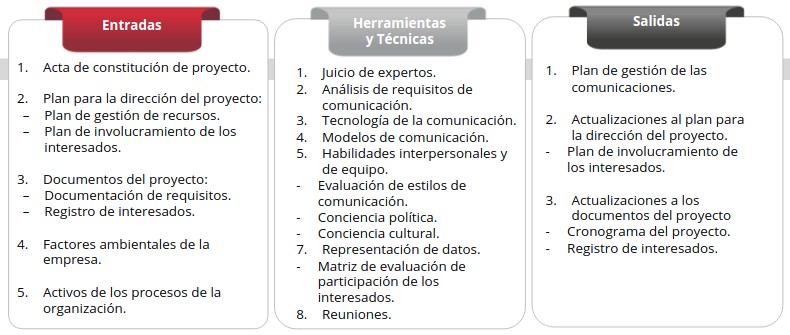 Entradas
1. Acta de constitución de proyecto.
2. Plan para la dirección del proyecto:
– Plan de gestión de recursos.
– Plan de involucramiento de los
interesados.
3. Documentos del proyecto:
– Documentación de requisitos.
– Registro de interesados.
4. Factores ambientales de la
empresa.
5. Activos de los procesos de la
organización.
Herramientas
y Técnicas
1. Juicio de expertos.
2. Análisis de requisitos de
comunicación.
3. Tecnología de la comunicación.
4. Modelos de comunicación.
5. Habilidades interpersonales y
de equipo.
- Evaluación de estilos de
comunicación.
- Conciencia política.
- Conciencia cultural.
7. Representación de datos.
- Matriz de evaluación de
participación de los
interesados.
8. Reuniones.
Salidas
1. Plan de gestión de las
comunicaciones.
2. Actualizaciones al plan para
la dirección del proyecto.
- Plan de involucramiento de
los interesados.
3. Actualizaciones a los
documentos del proyecto
- Cronograma del proyecto.
- Registro de interesados.